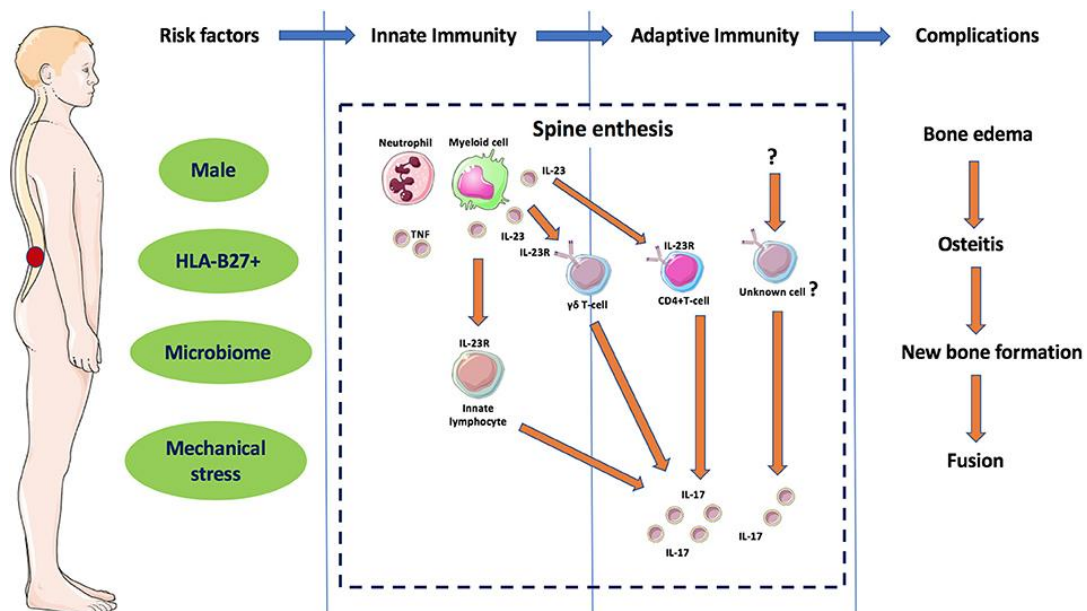 Risk factors
Innate Immunity
Adaptive Immunity
Complications
Male
HLA-B27+
Microbiome
Mechanical
stress
Spine enthesis
Neutrophil
Myeloid cell
IL-23
TNF
IL-23
IL-23R
γδ T-cell
IL-23R
CD4+T-cell
?
Unknown cell ?
IL-23R
Innate
lymphocyte
IL-17
IL-17
IL-17
Bone edema
Osteitis
New bone formation
Fusion